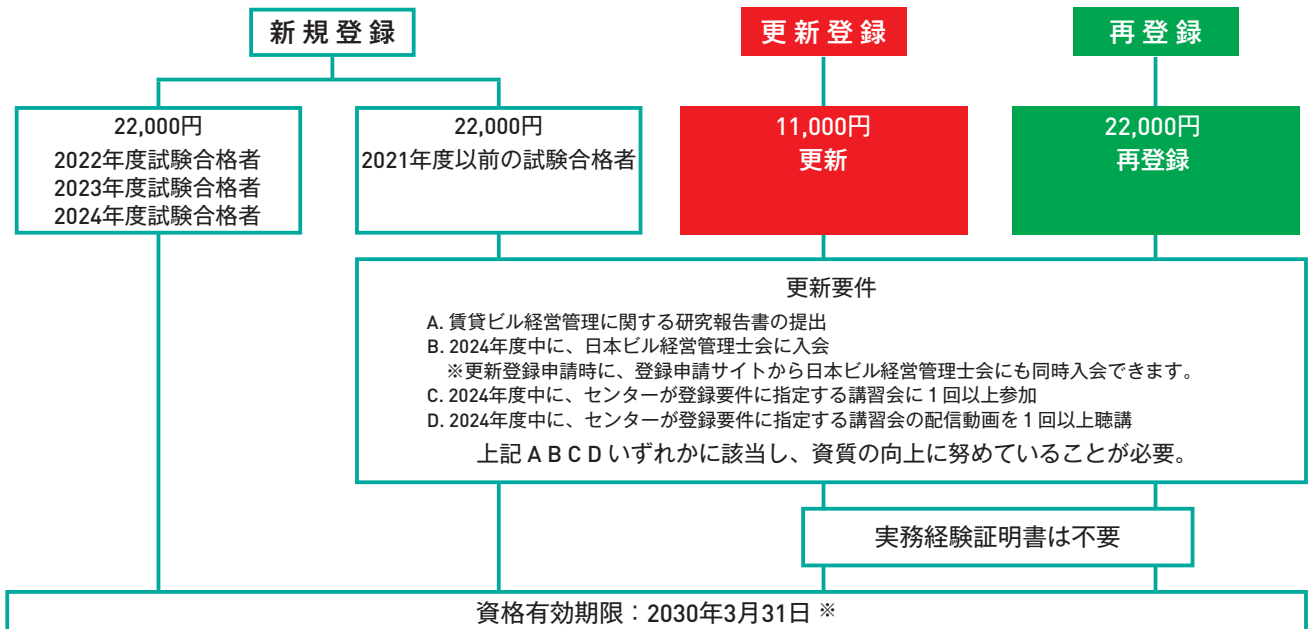 新規登録
更新登録
再登録
22,000円
2022年度試験合格者
2023年度試験合格者
2024年度試験合格者
22,000円
2021年度以前の試験合格者
11,000円
更新
22,000円
再登録
更新要件
A. 賃貸ビル経営管理に関する研究報告書の提出
B. 2024年度中に、日本ビル経営管理士会に入会
※更新登録申請時に、登録申請サイトから日本ビル経営管理士会にも同時入会できます。
C. 2024年度中に、センターが登録要件に指定する講習会に１回以上参加
D. 2024年度中に、センターが登録要件に指定する講習会の配信動画を１回以上聴講
上記 A B C D いずれかに該当し、資質の向上に努めていることが必要。
実務経験証明書は不要
資格有効期限：2030年3月31日 ※